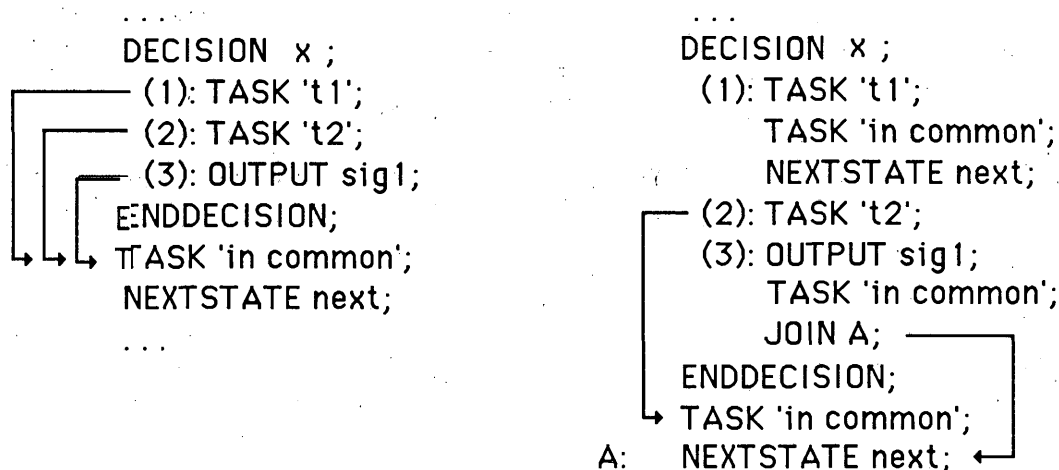 ...
DECISION x ;
(1): TASK 't1';
(2): TASK 't2';
(3): OUTPUT sig1;
ENDDECISION;
TASK 'in common';
NEXTSTATE next;
...
...
DECISION x ;
(1): TASK 't1';
TASK 'in common';
NEXTSTATE next;
(2): TASK 't2';
(3): OUTPUT sig1;
TASK 'in common';
JOIN A;
ENDDECISION;
TASK 'in common';
A: NEXTSTATE next;